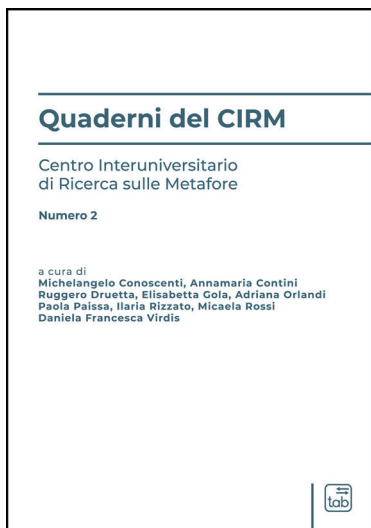 Quaderni del CIRM
Centro Interuniversitario
di Ricerca sulle Metafore
Numero 2
a cura di
Michelangelo Conoscenti, Annamaria Contini
Ruggero Druetta, Elisabetta Gola, Adriana Orlandi
Paola Paissa, Ilaria Rizzato, Micaela Rossi
Daniela Francesca Virdis
tab